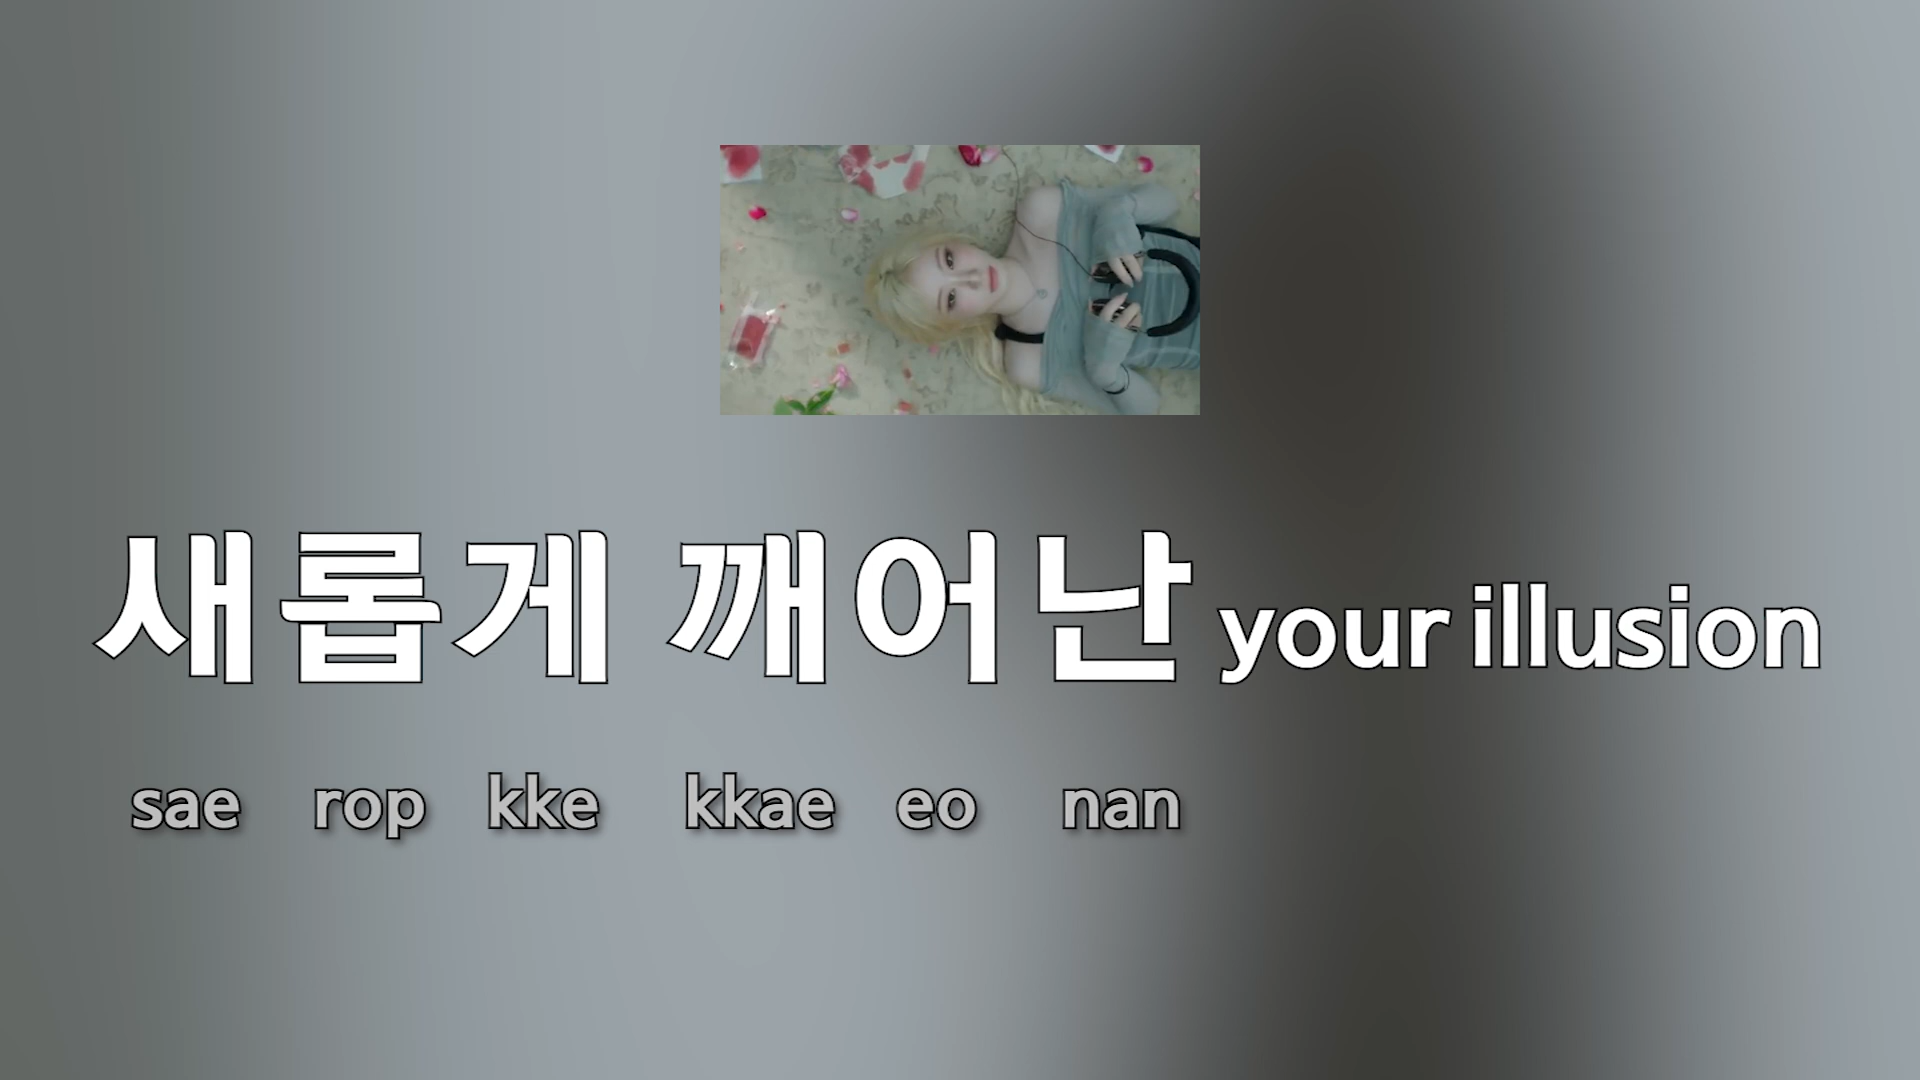 새롭게 깨어난 your illusion
sae rop kke kkae eo nan